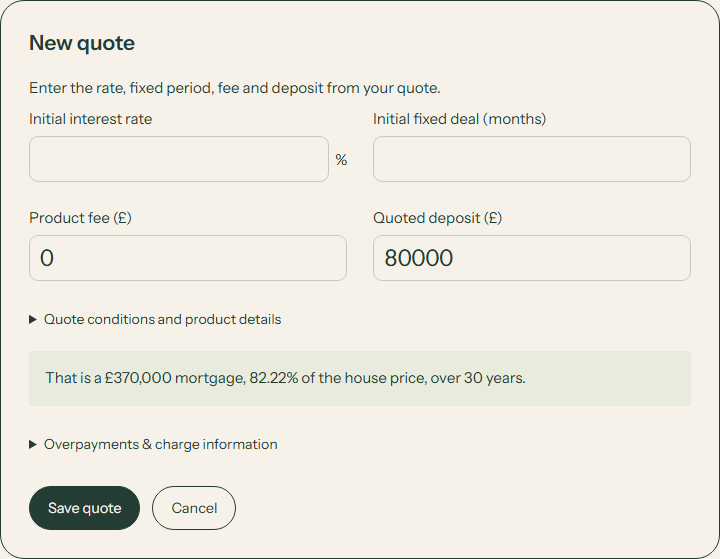 New quote
Enter the rate, fixed period, fee and deposit from your quote.
Initial interest rate
%
Initial fixed deal (months)
Product fee (£)
0
Quoted deposit (£)
80000
Quote conditions and product details
That is a £370,000 mortgage, 82.22% of the house price, over 30 years.
Overpayments & charge information
Save quote
Cancel